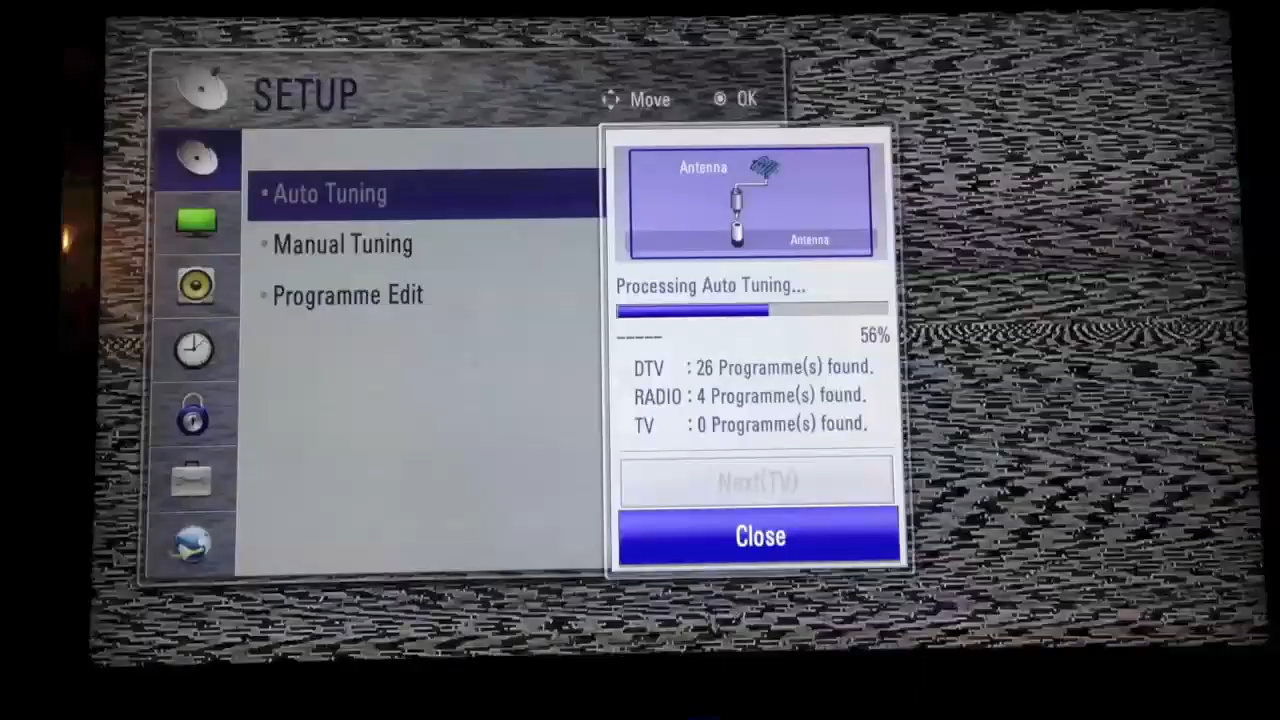 SETUP
Move OK
Auto Tuning
Manual Tuning
Programme Edit
Antenna
Antenna
Processing Auto Tuning...
56%
DTV : 26 Programme(s) found.
RADIO : 4 Programme(s) found.
TV : 0 Programme(s) found.
Next(TV)
Close